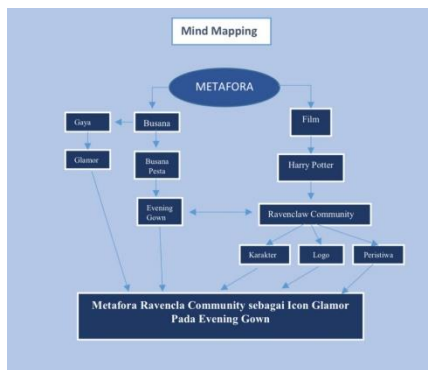 Mind Mapping
METAFORA
Gaya
Busana
Film
Glamor
Busana
Pesta
Harry Potter
Evening
Gown
Ravenclaw Community
Karakter
Logo
Peristiwa
Metafora Ravencla Community sebagai Icon Glamor
Pada Evening Gown